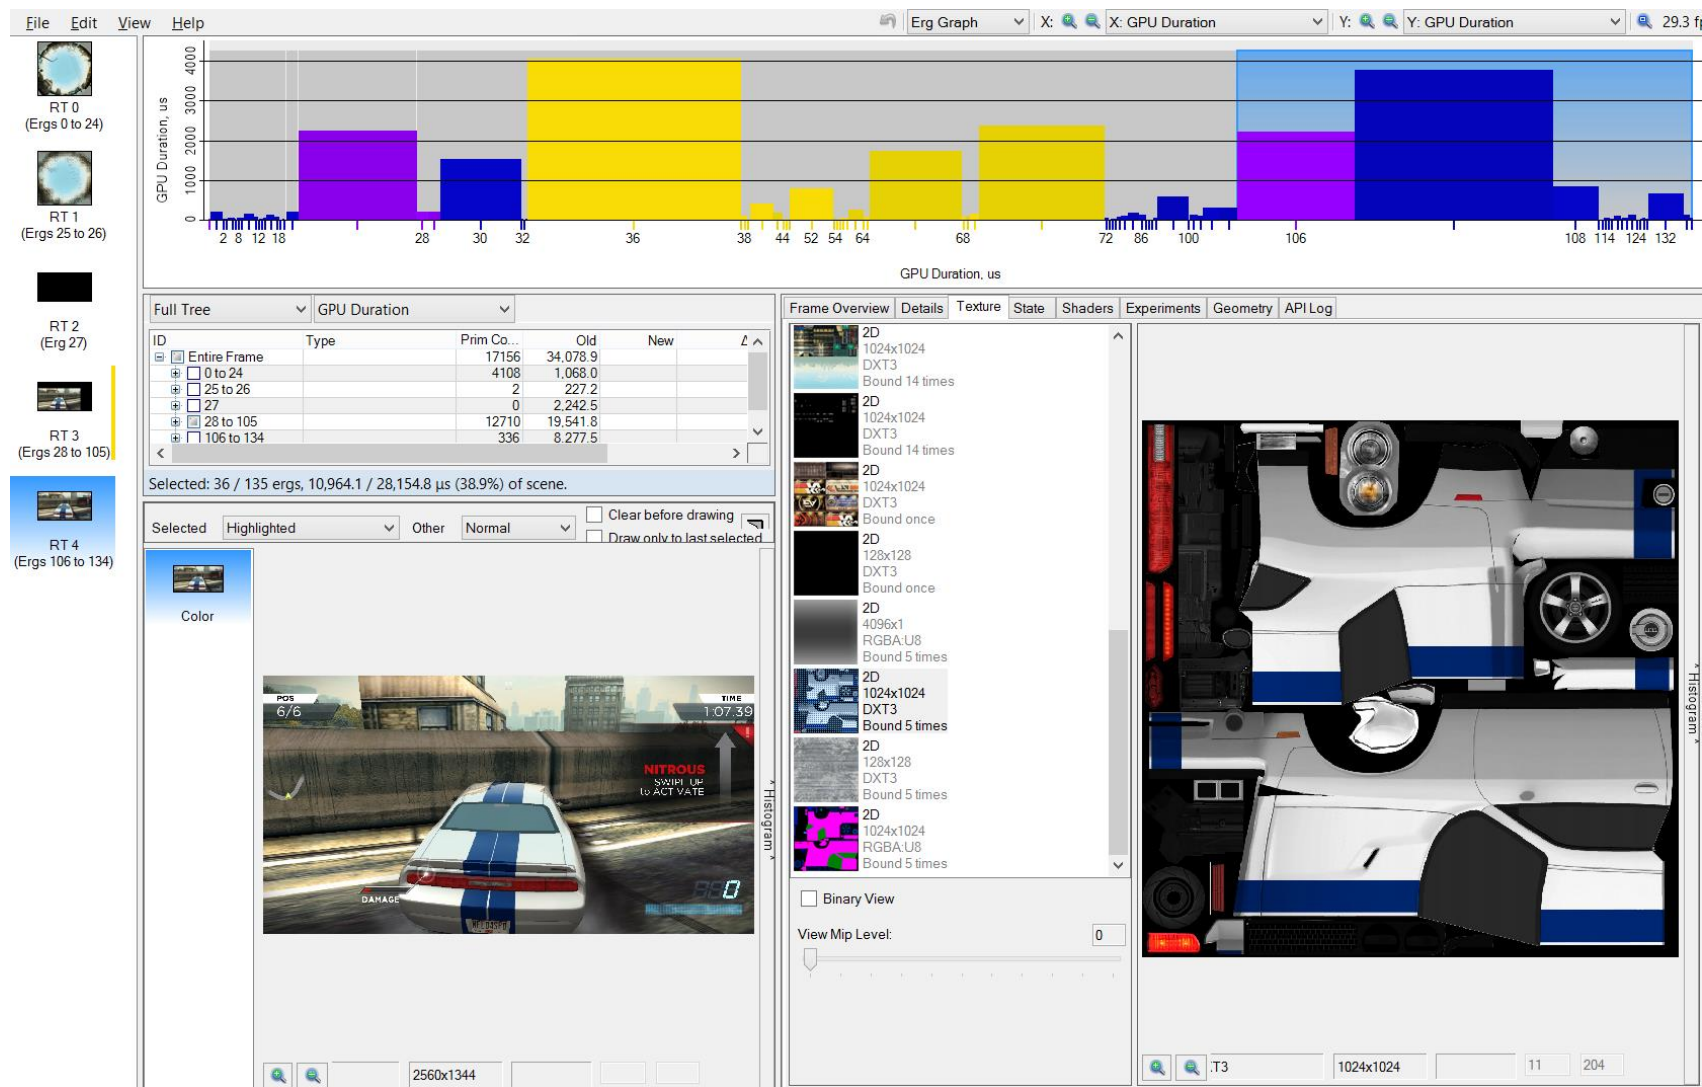 File Edit View Help
Erg Graph X: X: GPU Duration Y: Y: GPU Duration 29.3
RT 0
(Ergs 0 to 24)
RT 1
(Ergs 25 to 26)
RT 2
(Erg 27)
RT 3
(Ergs 28 to 105)
RT 4
(Ergs 106 to 134)
GPU Duration, us
4000
3000
2000
1000
0
2 8 12 18 28 30 32 36 38 44 52 54 64 68 72 86 100 106 108 114 124 132
GPU Duration, us
Full Tree GPU Duration
ID Type Prim Co... Old New Δ
Entire Frame 17156 34,078.9
0 to 24 4108 1,068.0
25 to 26 2 227.2
27 0 2,242.5
28 to 105 12710 19,541.8
106 to 134 336 8,277.5
Selected: 36 / 135 ergs, 10,964.1 / 28,154.8 µs (38.9%) of scene.
Selected Highlighted Other Normal
Clear before drawing
Draw only to last selected
Color
POS
6/6
TIME
1:07.39
NITROUS
SWIPE UP
to ACTIVATE
DAMAGE
0
Histogram
2560x1344
Frame Overview Details Texture State Shaders Experiments Geometry API Log
2D
1024x1024
DXT3
Bound 14 times
2D
1024x1024
DXT3
Bound 14 times
2D
1024x1024
DXT3
Bound once
2D
128x128
DXT3
Bound once
2D
4096x1
RGBA:U8
Bound 5 times
2D
1024x1024
DXT3
Bound 5 times
2D
128x128
DXT3
Bound 5 times
2D
1024x1024
RGBA:U8
Bound 5 times
Binary View
View Mip Level: 0
Histogram
T3 1024x1024 11 204